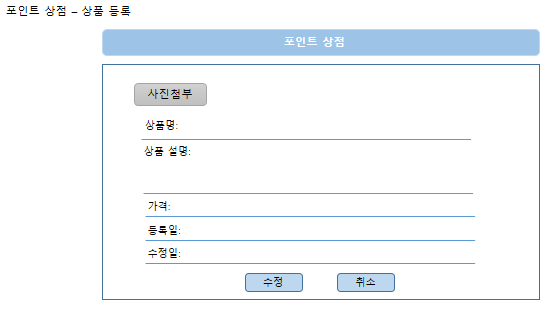 포인트 상점 – 상품 등록
포인트 상점
사진첨부
상품명:
상품 설명:
가격:
등록일:
수정일:
수정 취소